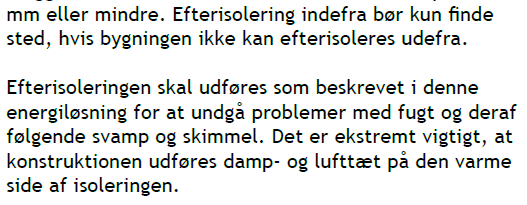 mm eller mindre. Efterisolering indefra bør kun finde
sted, hvis bygningen ikke kan efterisoleres udefra.
Efterisoleringen skal udføres som beskrevet i denne
energiløsning for at undgå problemer med fugt og deraf
følgende svamp og skimmel. Det er ekstremt vigtigt, at
konstruktionen udføres damp- og lufttæt på den varme
side af isoleringen.